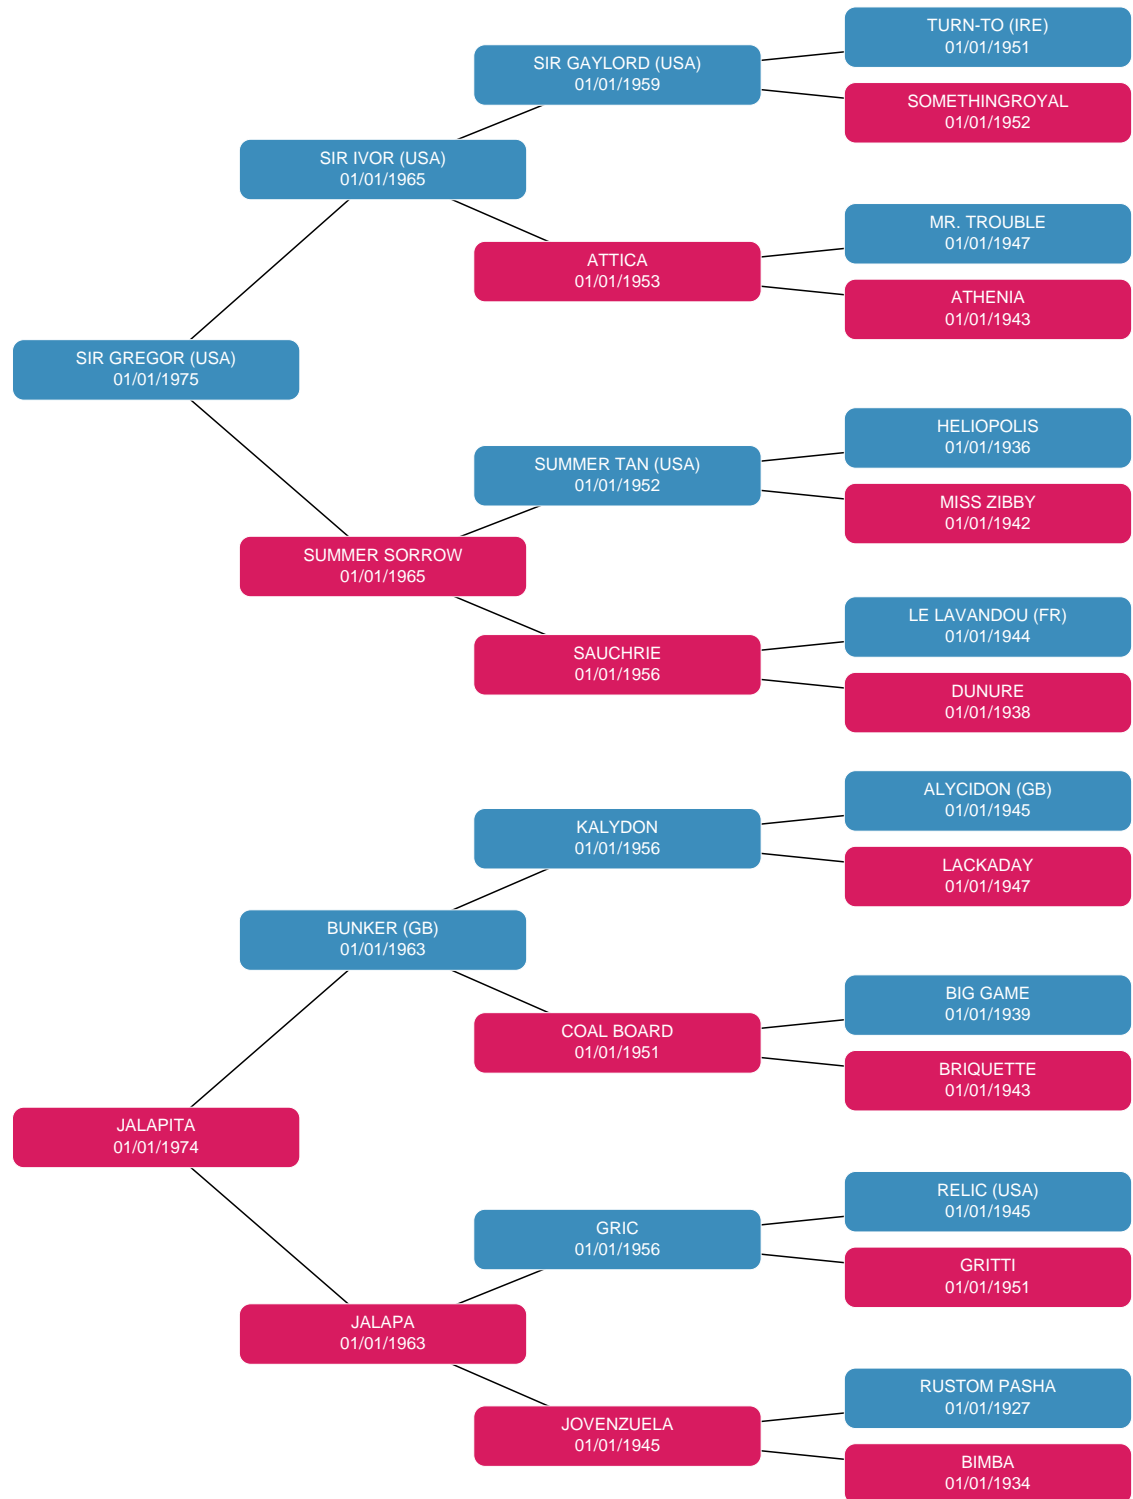 TURN-TO (IRE)
01/01/1951
SIR GAYLORD (USA)
01/01/1959
SOMETHINGROYAL
01/01/1952
SIR IVOR (USA)
01/01/1965
MR. TROUBLE
01/01/1947
ATTICA
01/01/1953
ATHENIA
01/01/1943
SIR GREGOR (USA)
01/01/1975
HELIOPOLIS
01/01/1936
SUMMER TAN (USA)
01/01/1952
MISS ZIBBY
01/01/1942
SUMMER SORROW
01/01/1965
LE LAVANDOU (FR)
01/01/1944
SAUCHRIE
01/01/1956
DUNURE
01/01/1938
ALYCIDON (GB)
01/01/1945
KALYDON
01/01/1956
LACKADAY
01/01/1947
BUNKER (GB)
01/01/1963
BIG GAME
01/01/1939
COAL BOARD
01/01/1951
BRIQUETTE
01/01/1943
JALAPITA
01/01/1974
RELIC (USA)
01/01/1945
GRIC
01/01/1956
GRITTI
01/01/1951
JALAPA
01/01/1963
RUSTOM PASHA
01/01/1927
JOVENZUELA
01/01/1945
BIMBA
01/01/1934